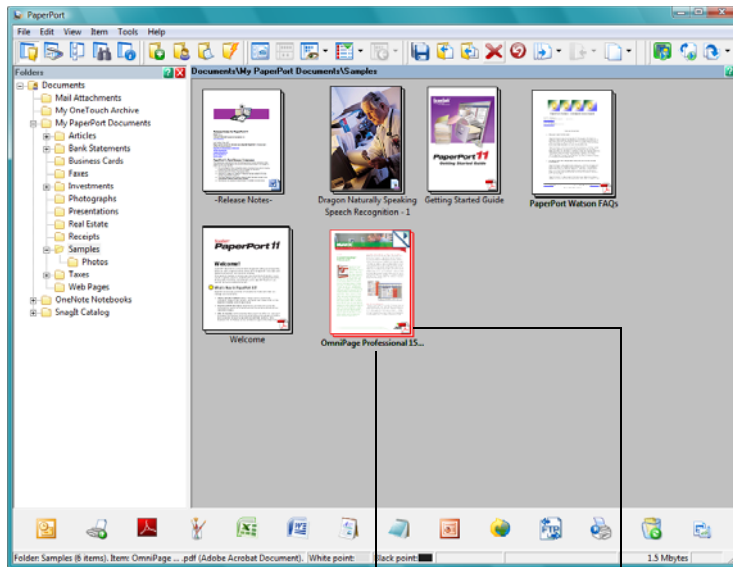 PaperPort
File Edit View Item Tools Help
Folders
Documents\My PaperPort Documents\Samples
Documents
Mail Attachments
My OneTouch Archive
My PaperPort Documents
Articles
Bank Statements
Business Cards
Faxes
Investments
Photographs
Presentations
Real Estate
Receipts
Samples
Photos
Taxes
Web Pages
OneNote Notebooks
SnagIt Catalog
-Release Notes-
Dragon Naturally Speaking
Speech Recognition - 1
PaperPort 11
Getting Started Guide
Getting Started Guide
PaperPort Watson FAQs
PaperPort 11
Welcome!
Welcome
OmniPage Professional 15...
FTP
Folder: Samples (6 items). Item: OmniPage ... .pdf (Adobe Acrobat Document). White point: Black point: 1.5 Mbytes